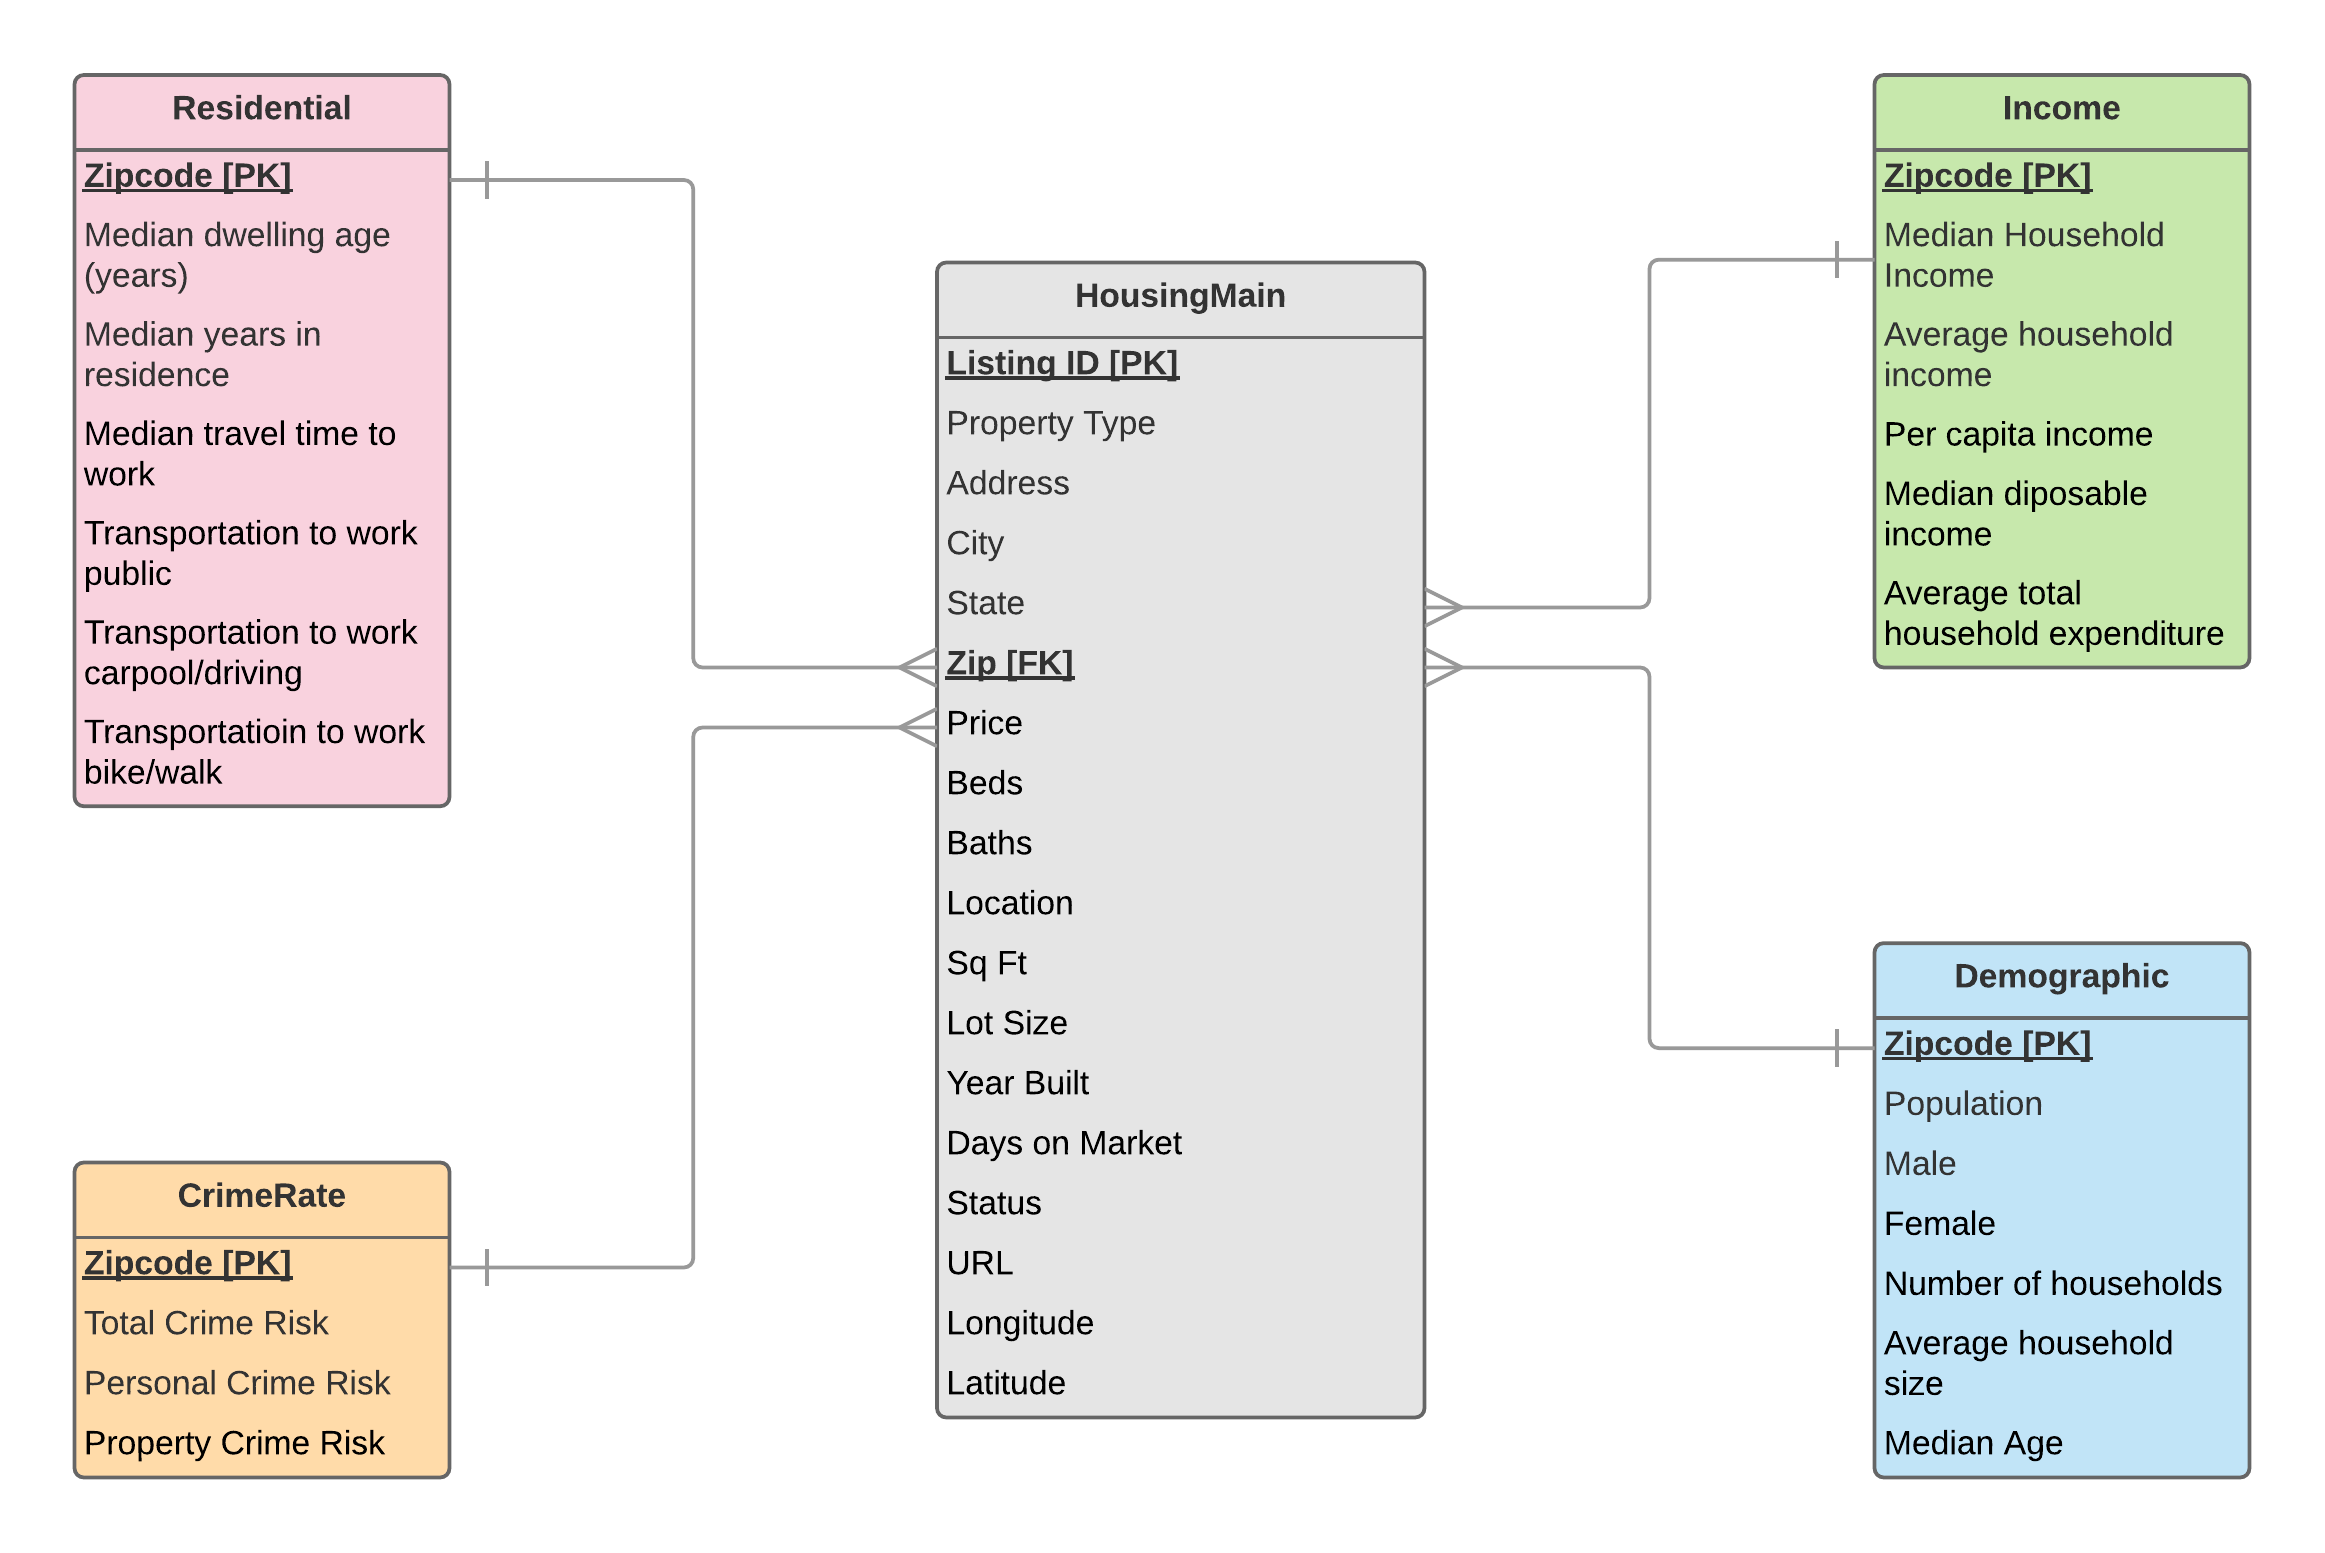 Residential
Zipcode [PK]
Median dwelling age
(years)
Median years in
residence
Median travel time to
work
Transportation to work
public
Transportation to work
carpool/driving
Transportatioin to work
bike/walk
CrimeRate
Zipcode [PK]
Total Crime Risk
Personal Crime Risk
Property Crime Risk
HousingMain
Listing ID [PK]
Property Type
Address
City
State
Zip [FK]
Price
Beds
Baths
Location
Sq Ft
Lot Size
Year Built
Days on Market
Status
URL
Longitude
Latitude
Income
Zipcode [PK]
Median Household
Income
Average household
income
Per capita income
Median diposable
income
Average total
household expenditure
Demographic
Zipcode [PK]
Population
Male
Female
Number of households
Average household
size
Median Age